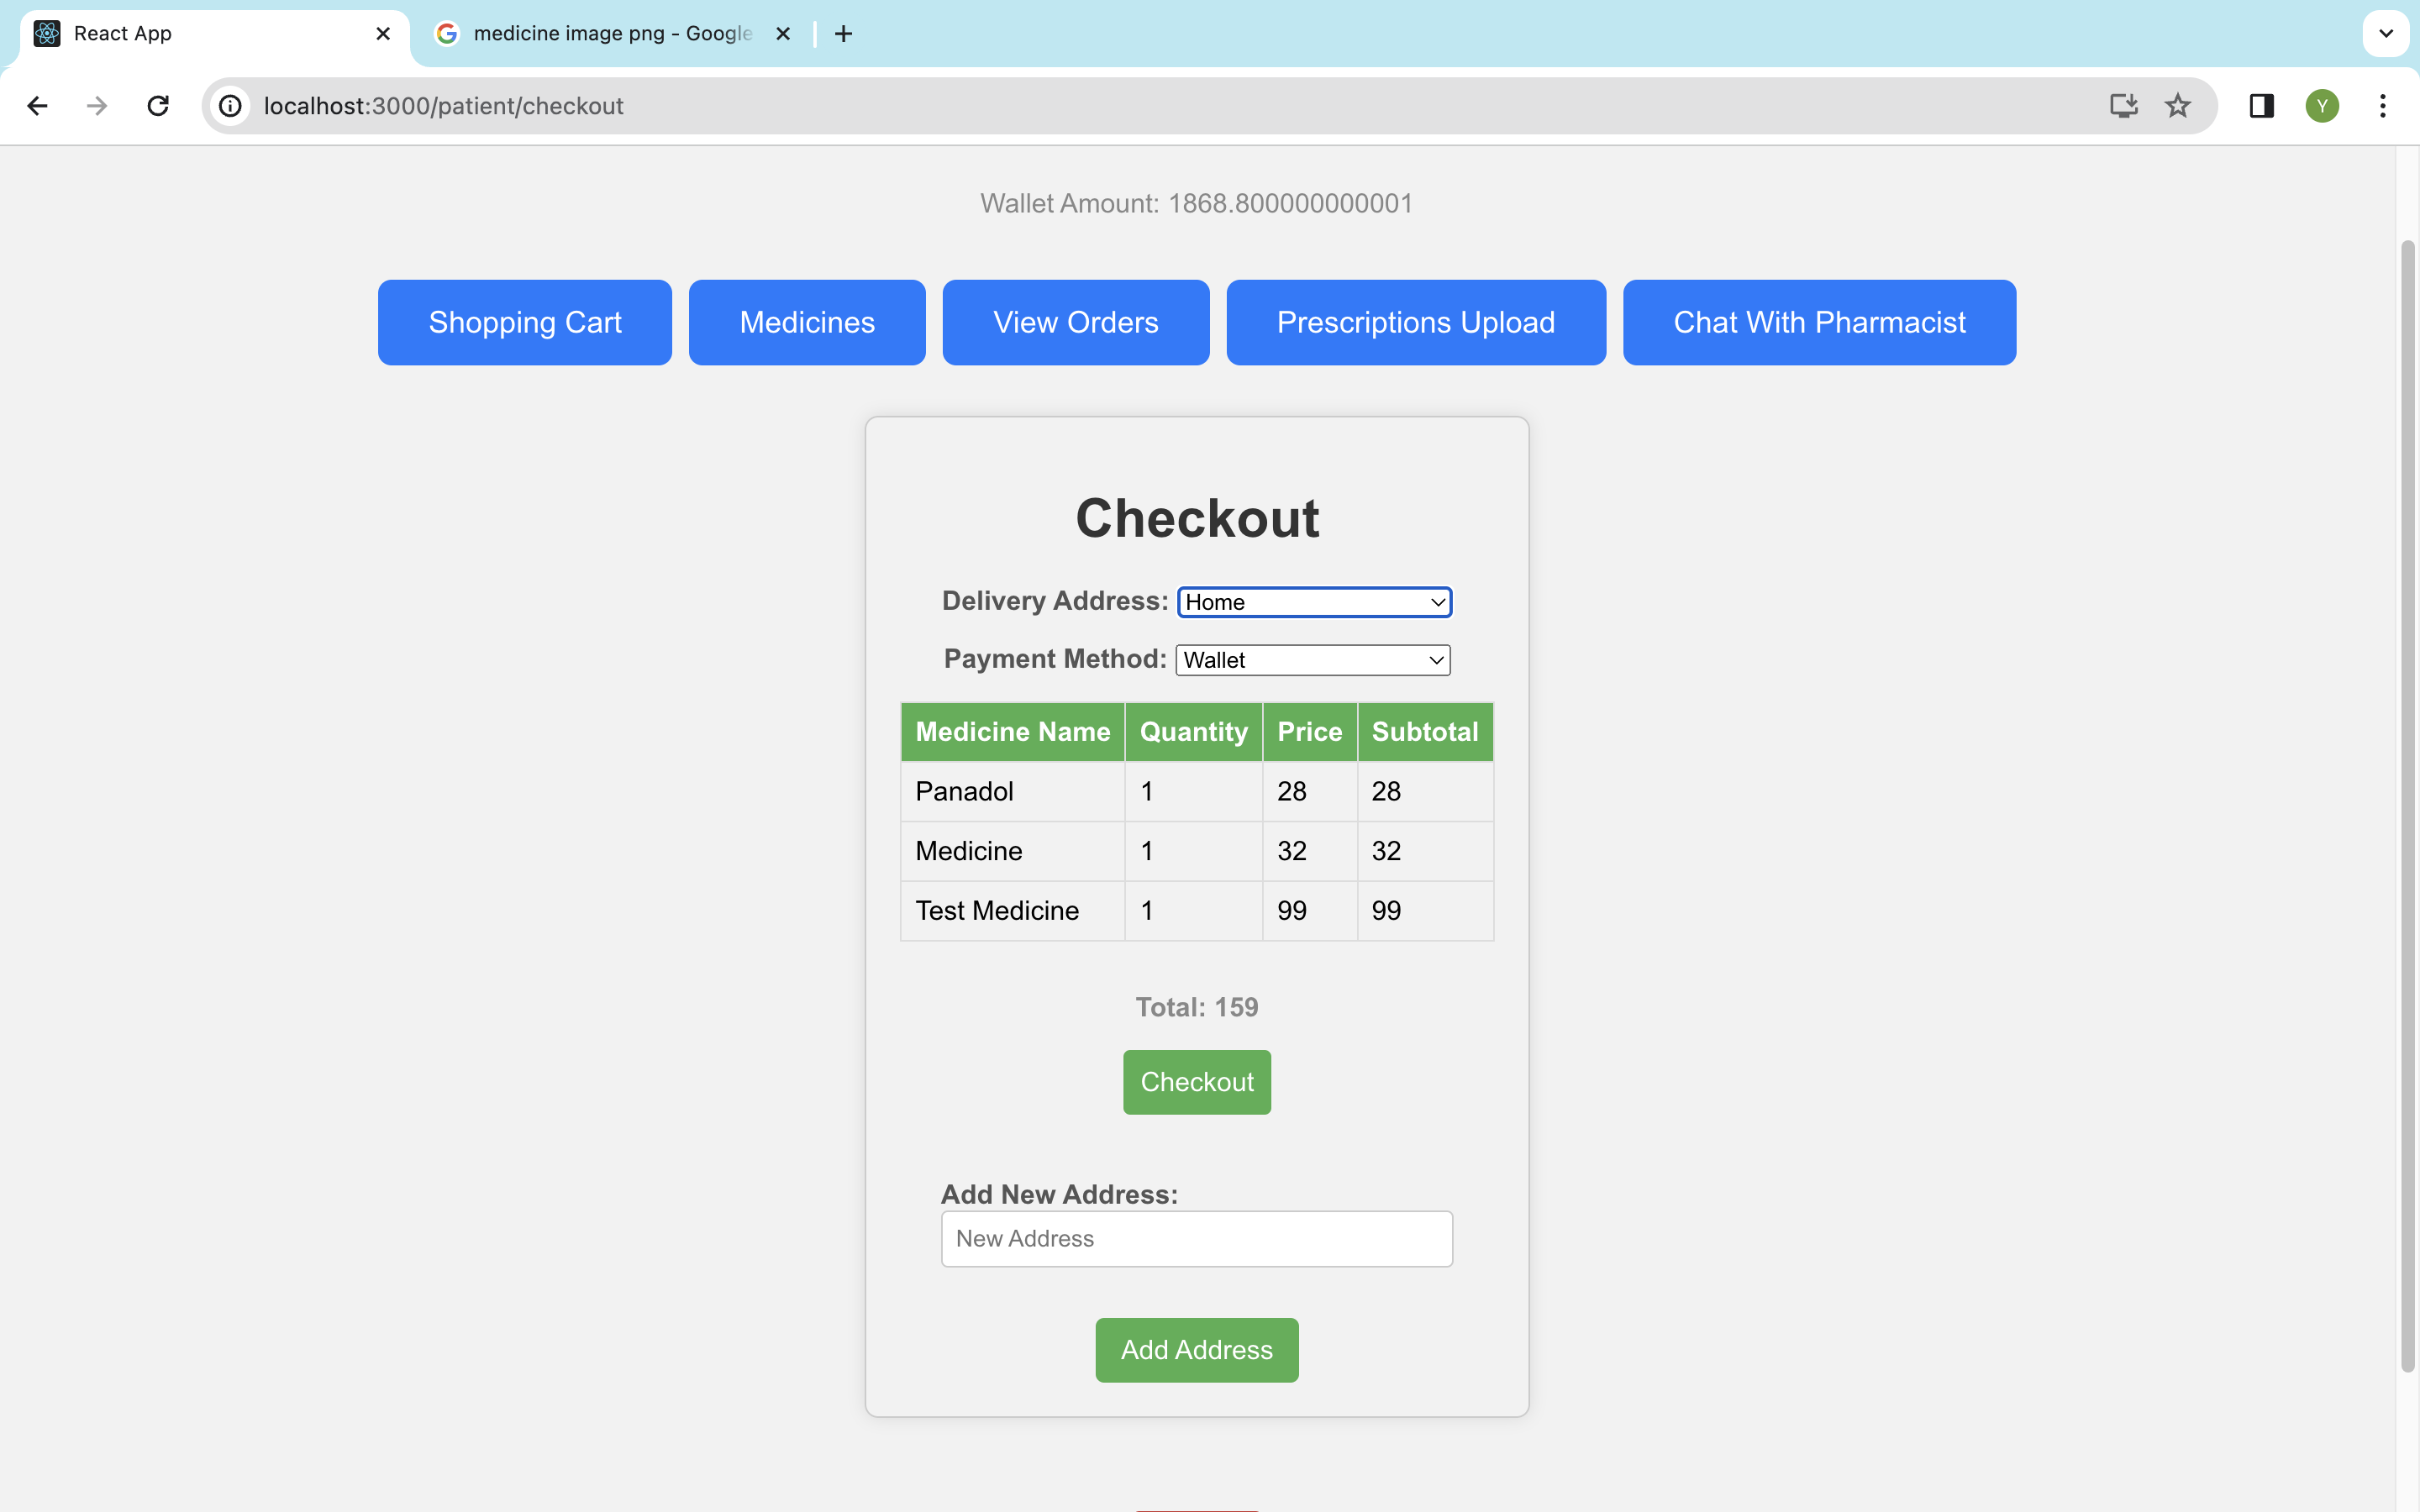 React App
medicine image png - Google
localhost:3000/patient/checkout
Y
Wallet Amount: 1868.800000000001
Shopping Cart Medicines View Orders Prescriptions Upload Chat With Pharmacist
Checkout
Delivery Address: Home
Payment Method: Wallet
Medicine Name Quantity Price Subtotal
Panadol 1 28 28
Medicine 1 32 32
Test Medicine 1 99 99
Total: 159
Checkout
Add New Address:
New Address
Add Address